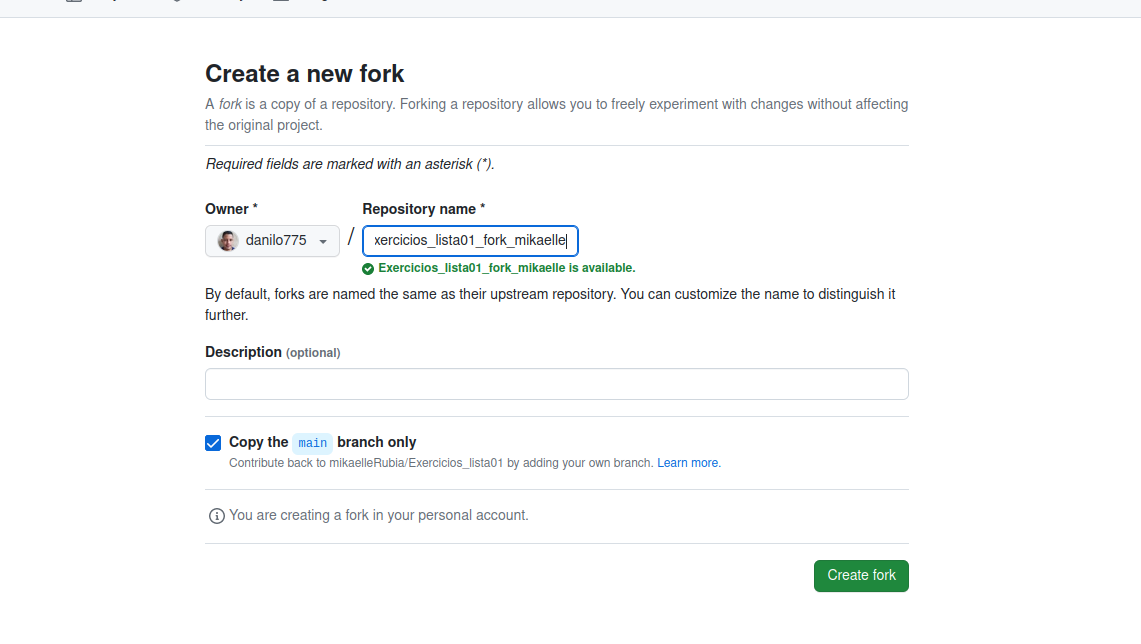 Create a new fork
A fork is a copy of a repository. Forking a repository allows you to freely experiment with changes without affecting
the original project.
Required fields are marked with an asterisk (*).
Owner *
Repository name *
danilo775
/
xercicios_lista01_fork_mikaelle
Exercicios_lista01_fork_mikaelle is available.
By default, forks are named the same as their upstream repository. You can customize the name to distinguish it
further.
Description (optional)
Copy the main branch only
Contribute back to mikaelleRubia/Exercicios_lista01 by adding your own branch. Learn more.
You are creating a fork in your personal account.
Create fork